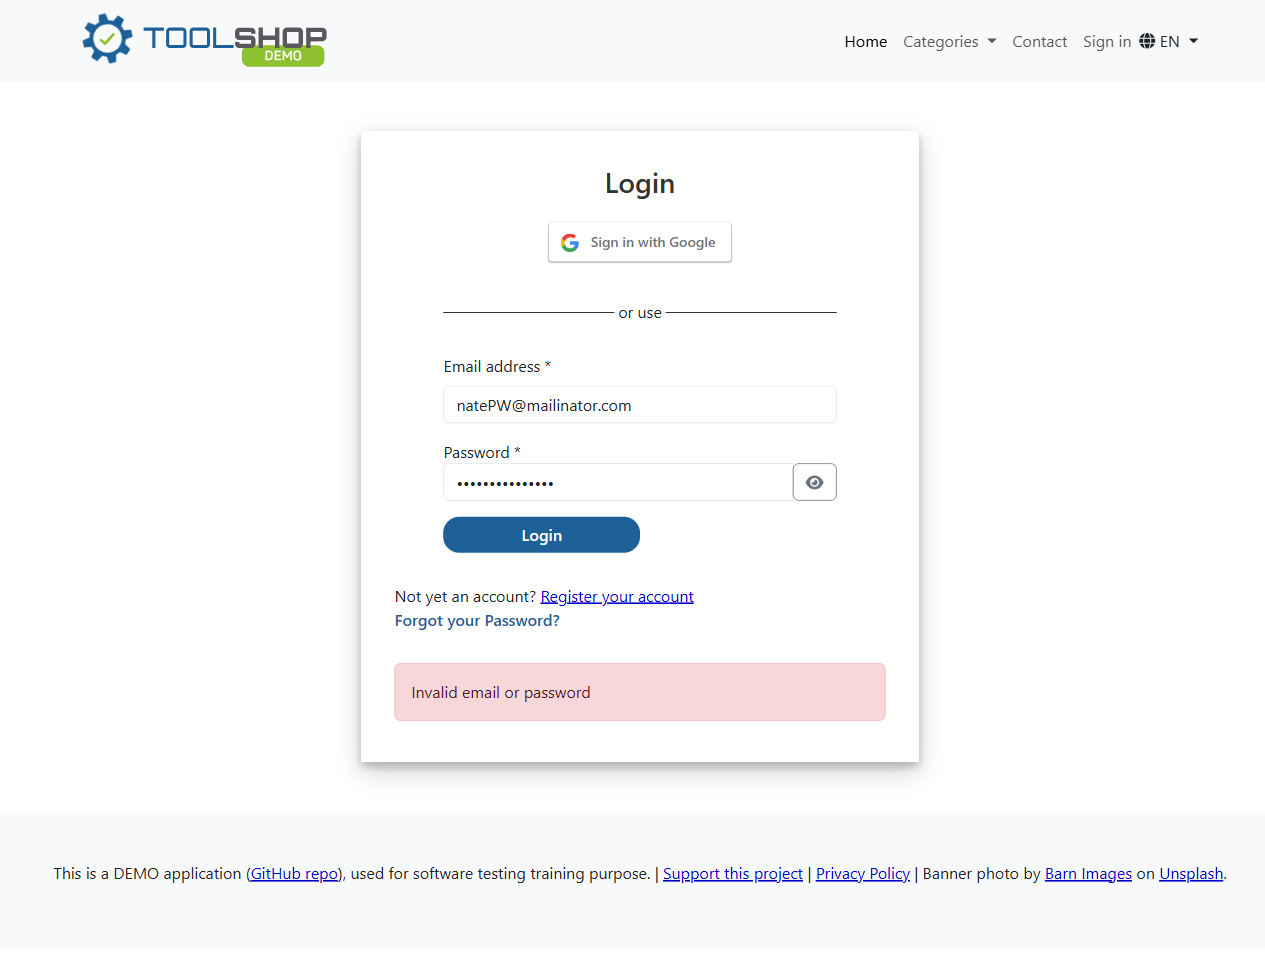 TOOLSHOP
DEMO
Home Categories Contact Sign in EN
Login
Sign in with Google
or use
Email address *
natePW@mailinator.com
Password *
•••••••••••••••
Login
Not yet an account? Register your account
Forgot your Password?
Invalid email or password
This is a DEMO application (GitHub repo), used for software testing training purpose. | Support this project | Privacy Policy | Banner photo by Barn Images on Unsplash.